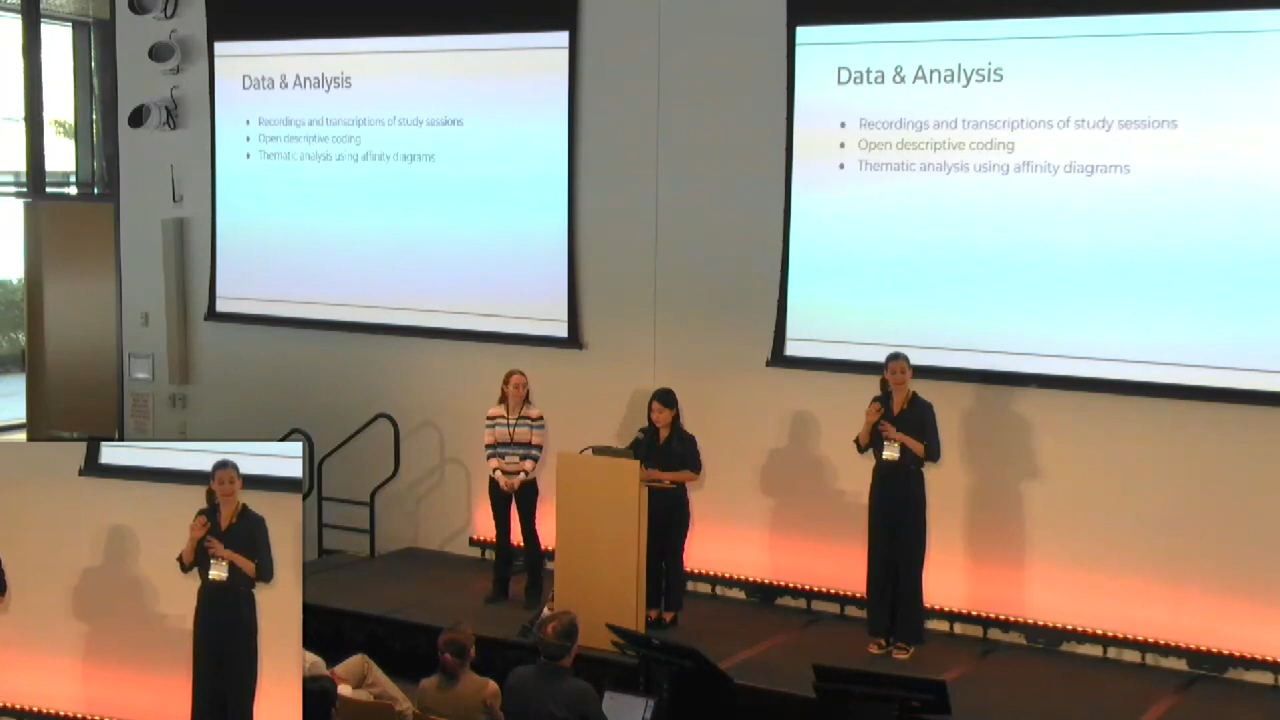 Data & Analysis
• Recordings and transcriptions of study sessions
• Open descriptive coding
• Thematic analysis using affinity diagrams
Data & Analysis
• Recordings and transcriptions of study sessions
• Open descriptive coding
• Thematic analysis using affinity diagrams